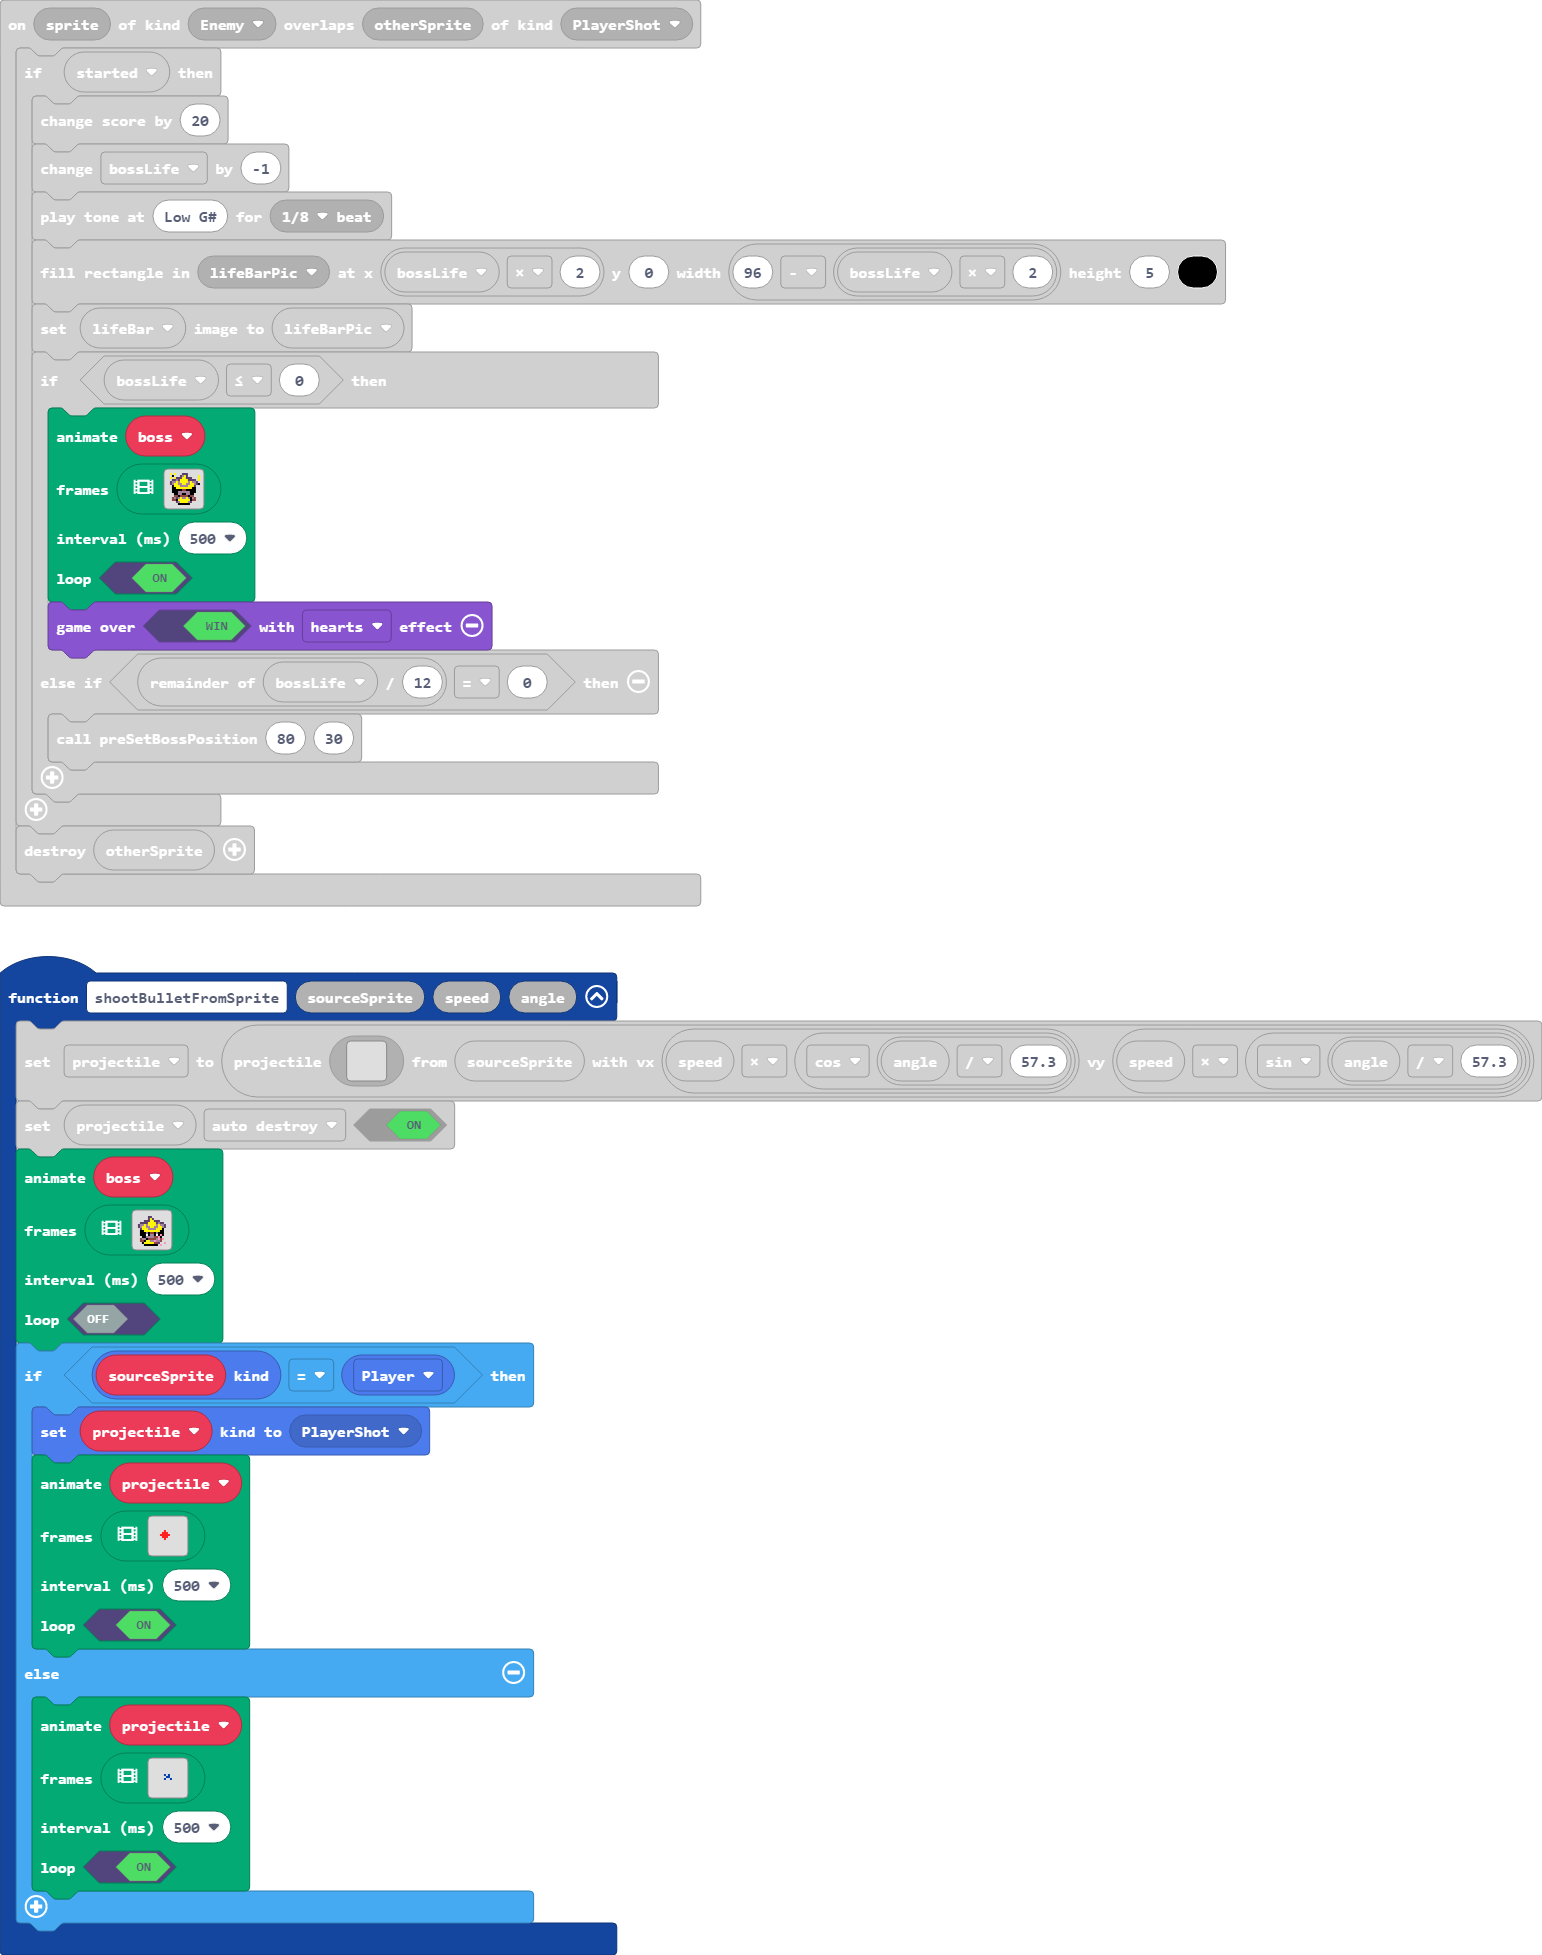 on sprite of kind Enemy overlaps otherSprite of kind PlayerShot
if started then
change score by 20
change bossLife by -1
play tone at Low G# for 1/8 beat
fill rectangle in lifeBarPic at x bossLife × 2 y 0 width 96 - bossLife × 2 height 5
set lifeBar image to lifeBarPic
if bossLife ≤ 0 then
animate boss
frames
interval (ms) 500
loop ON
game over WIN with hearts effect
else if remainder of bossLife / 12 = 0 then
call preSetBossPosition 80 30
destroy otherSprite
function shootBulletFromSprite sourceSprite speed angle
set projectile to projectile from sourceSprite with vx speed × cos angle / 57.3 vy speed × sin angle / 57.3
set projectile auto destroy ON
animate boss
frames
interval (ms) 500
loop OFF
if sourceSprite kind = Player then
set projectile kind to PlayerShot
animate projectile
frames
interval (ms) 500
loop ON
else
animate projectile
frames
interval (ms) 500
loop ON